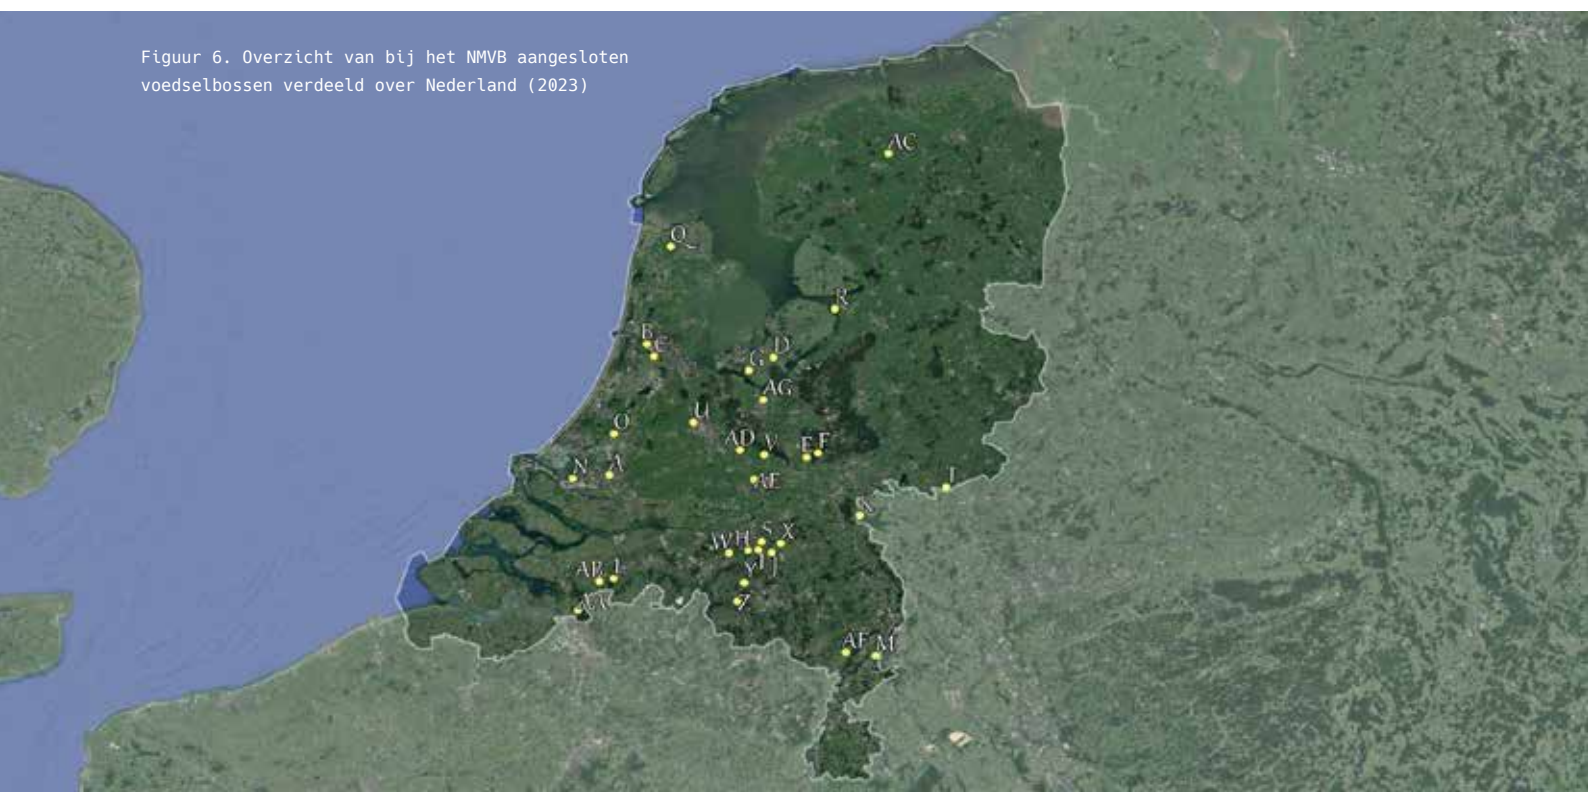 Figuur 6. Overzicht van bij het NMVB aangesloten
voedselbossen verdeeld over Nederland (2023)
AC
Q
R
B
C
D
G
AG
U
O
AD
V
E
F
N
A
AE
I
S
X
W
H
J
Y
AB
L
Z
AF
M